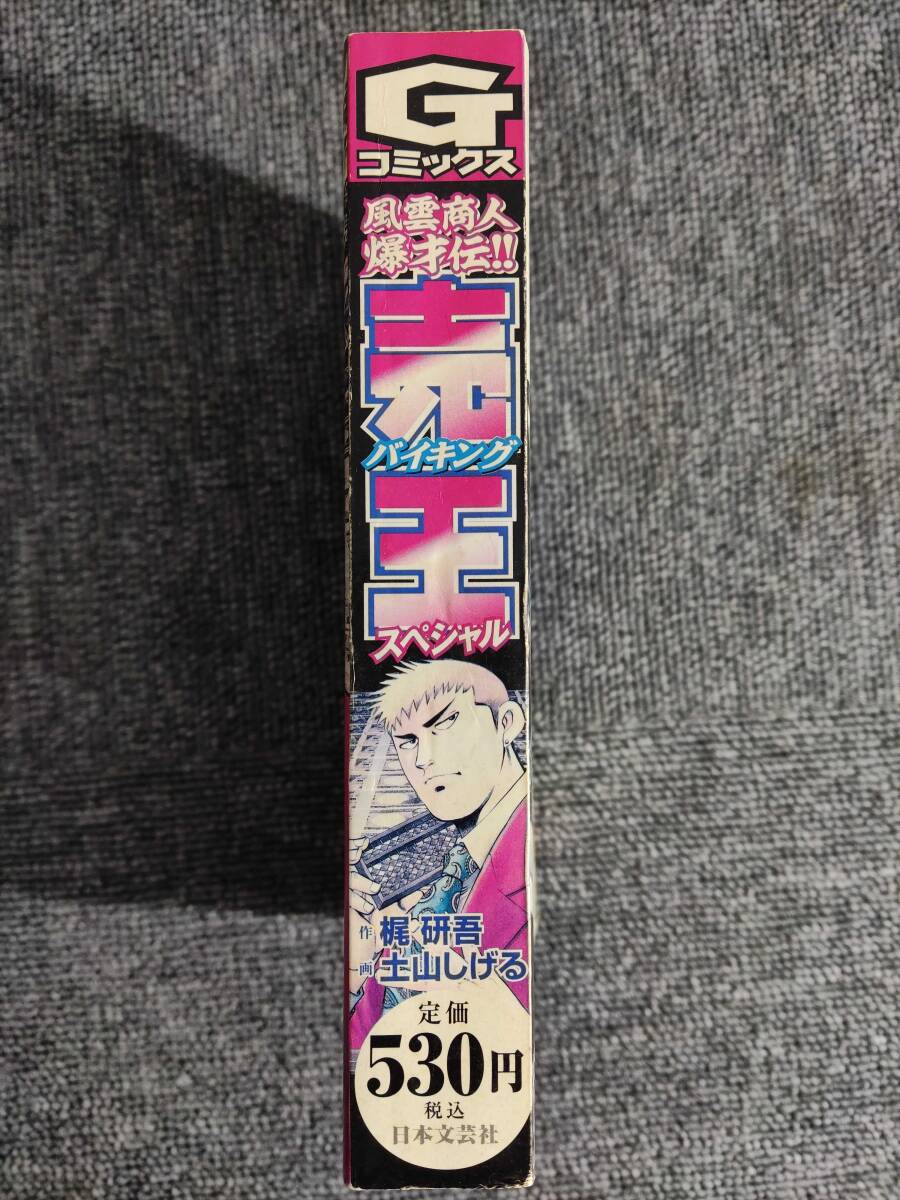 G
コミックス
風雲商人
爆才伝!!
売
バイキング
王
スペシャル
作 梶 研吾
画 土山しげる
定価
530円
税込
日本文芸社